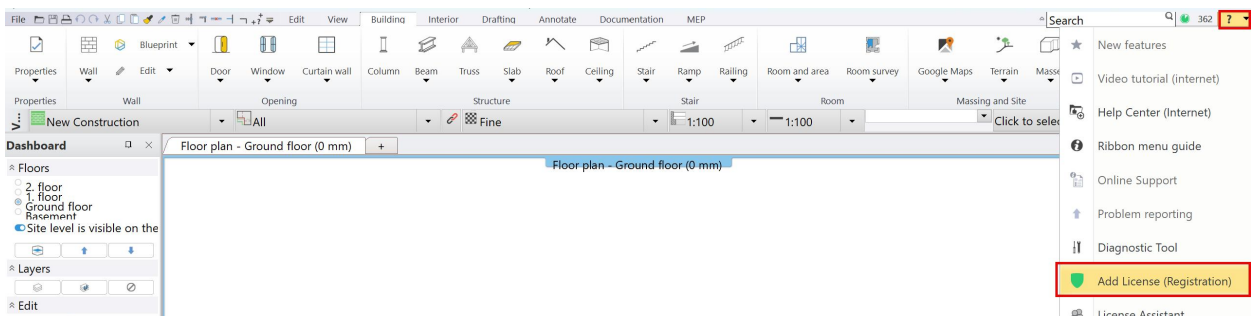 File Edit View Building Interior Drafting Annotate Documentation MEP Search 362 ?
Blueprint
Edit
Properties Wall Door Window Curtain wall Column Beam Truss Slab Roof Ceiling Stair Ramp Railing Room and area Room survey Google Maps Terrain Masse
Properties Wall Opening Structure Stair Room Massing and Site
New Construction All Fine 1:100 1:100 Click to selec
Dashboard
Floor plan - Ground floor (0 mm) +
Floor plan - Ground floor (0 mm)
Floors
2. floor
1. floor
Ground floor
Basement
Site level is visible on the
Layers
Edit
New features
Video tutorial (internet)
Help Center (Internet)
Ribbon menu guide
Online Support
Problem reporting
Diagnostic Tool
Add License (Registration)
License Assistant